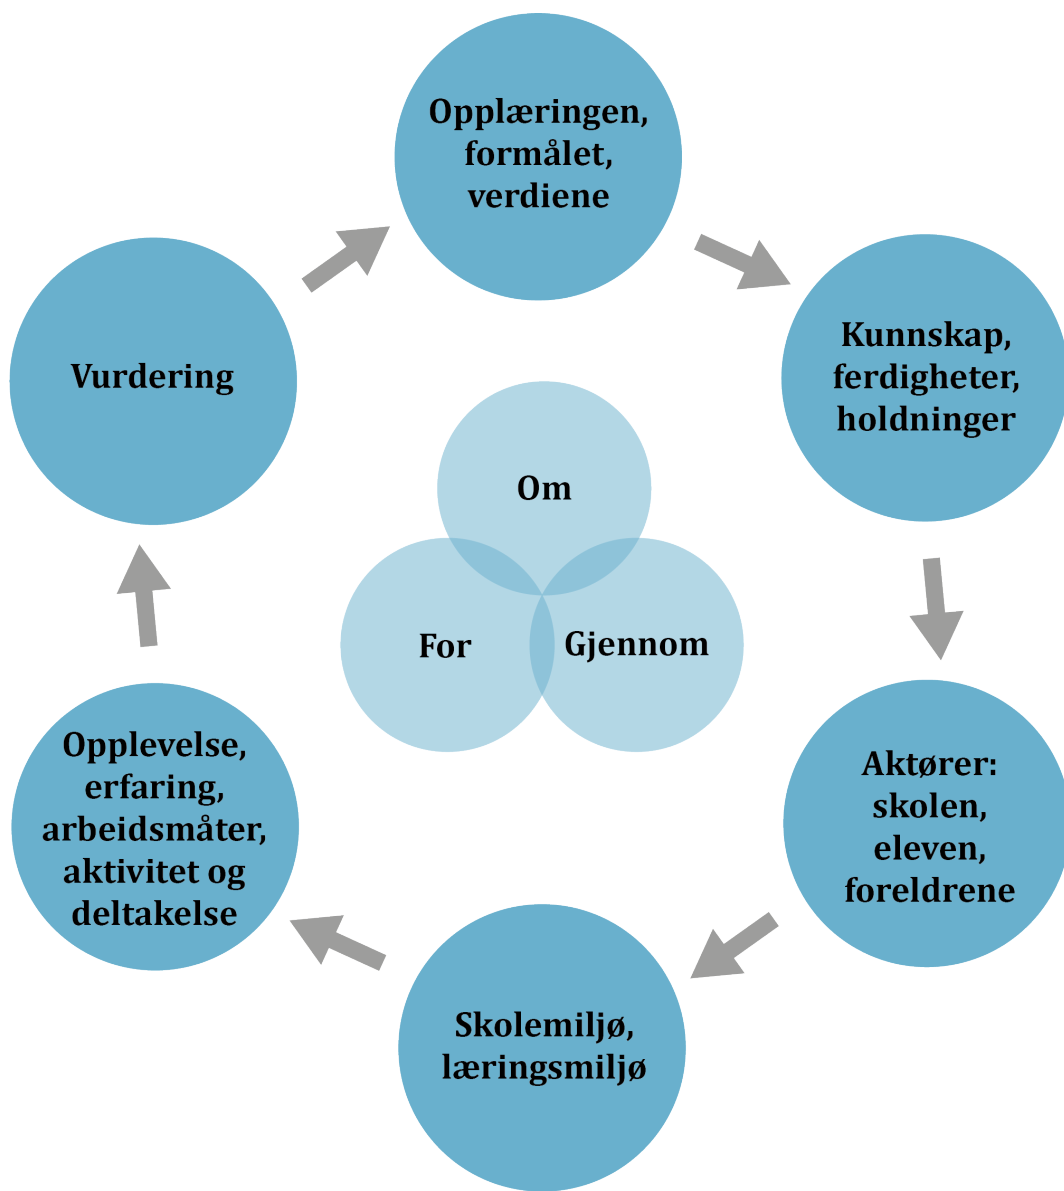 Opplæringen,
formålet,
verdiene
Kunnskap,
ferdigheter,
holdninger
Aktører:
skolen,
eleven,
foreldrene
Skolemiljø,
læringsmiljø
Opplevelse,
erfaring,
arbeidsmåter,
aktivitet og
deltakelse
Vurdering
Om
For
Gjennom